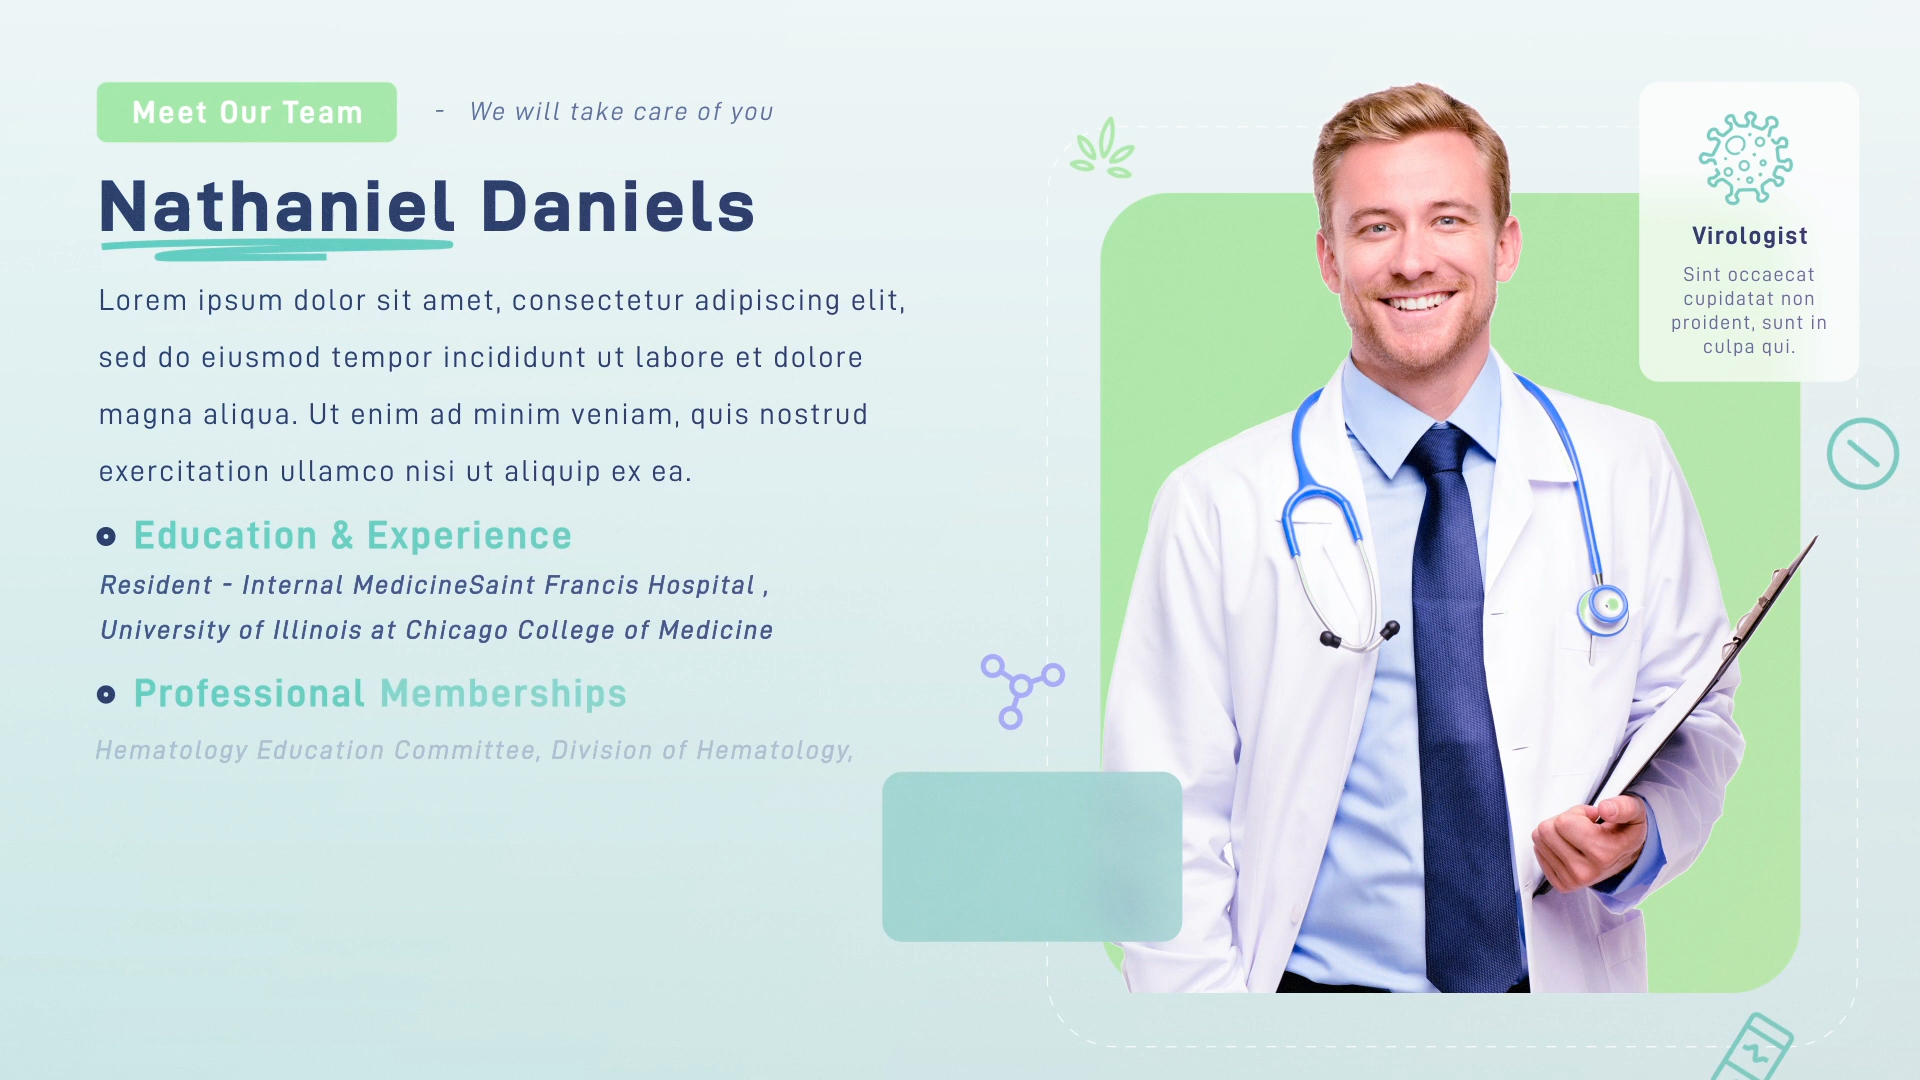 Meet Our Team - We will take care of you
Nathaniel Daniels
Lorem ipsum dolor sit amet, consectetur adipiscing elit,
sed do eiusmod tempor incididunt ut labore et dolore
magna aliqua. Ut enim ad minim veniam, quis nostrud
exercitation ullamco nisi ut aliquip ex ea.
Education & Experience
Resident - Internal MedicineSaint Francis Hospital ,
University of Illinois at Chicago College of Medicine
Professional Memberships
Hematology Education Committee, Division of Hematology,
Virologist
Sint occaecat
cupidatat non
proident, sunt in
culpa qui.